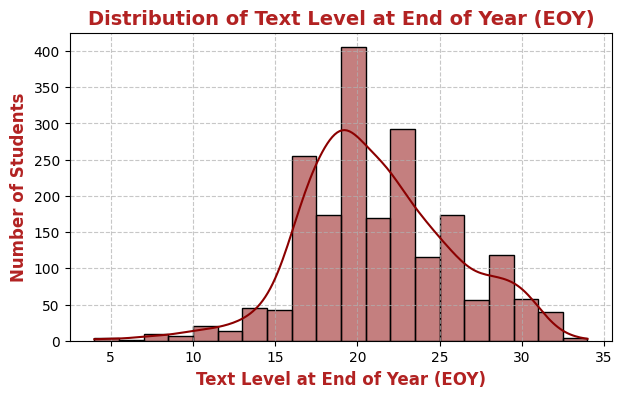 Distribution of Text Level at End of Year (EOY)
Number of Students
400
350
300
250
200
150
100
50
0
5 10 15 20 25 30 35
Text Level at End of Year (EOY)